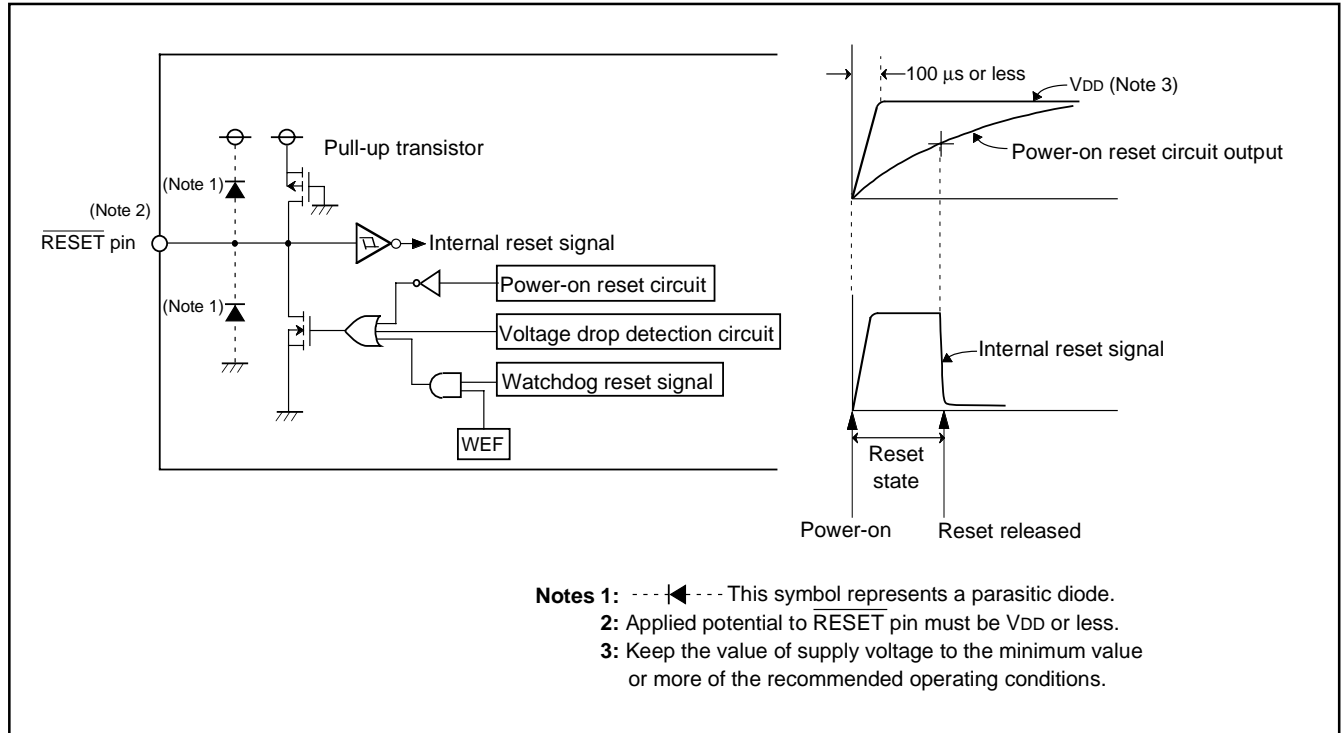 Pull-up transistor
(Note 1)
(Note 2)
RESET pin
Internal reset signal
Power-on reset circuit
(Note 1)
Voltage drop detection circuit
Watchdog reset signal
WEF
100 μs or less
VDD (Note 3)
Power-on reset circuit output
Internal reset signal
Reset
state
Power-on
Reset released
Notes 1: This symbol represents a parasitic diode.
2: Applied potential to RESET pin must be VDD or less.
3: Keep the value of supply voltage to the minimum value
or more of the recommended operating conditions.